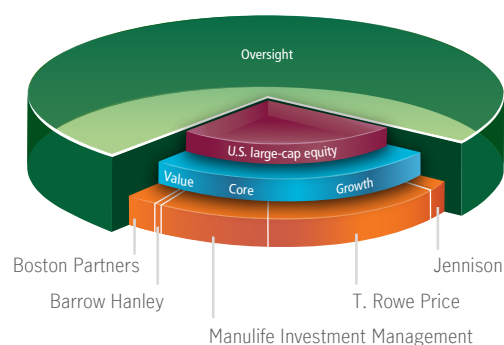 Oversight
U.S. large-cap equity
Value
Core
Growth
Boston Partners
Jennison
Barrow Hanley
T. Rowe Price
Manulife Investment Management